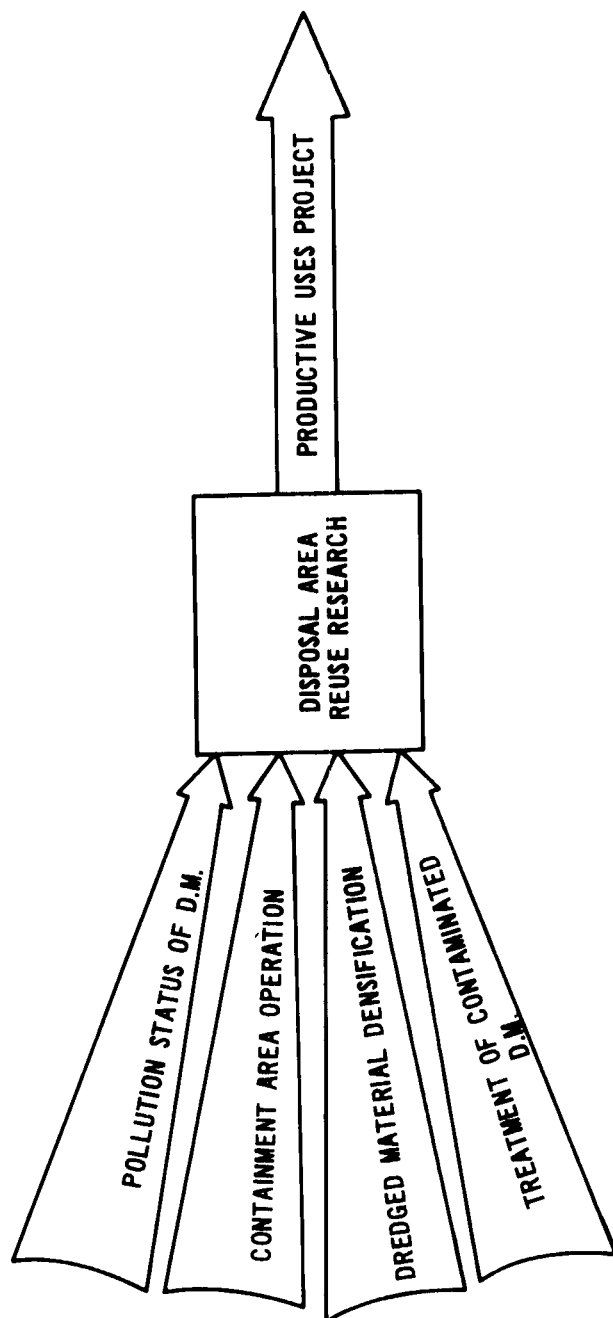 POLLUTION STATUS OF D.M.
CONTAINMENT AREA OPERATION
DREDGED MATERIAL DENSIFICATION
TREATMENT OF CONTAMINATED
D.M.
DISPOSAL AREA
REUSE RESEARCH
PRODUCTIVE USES PROJECT